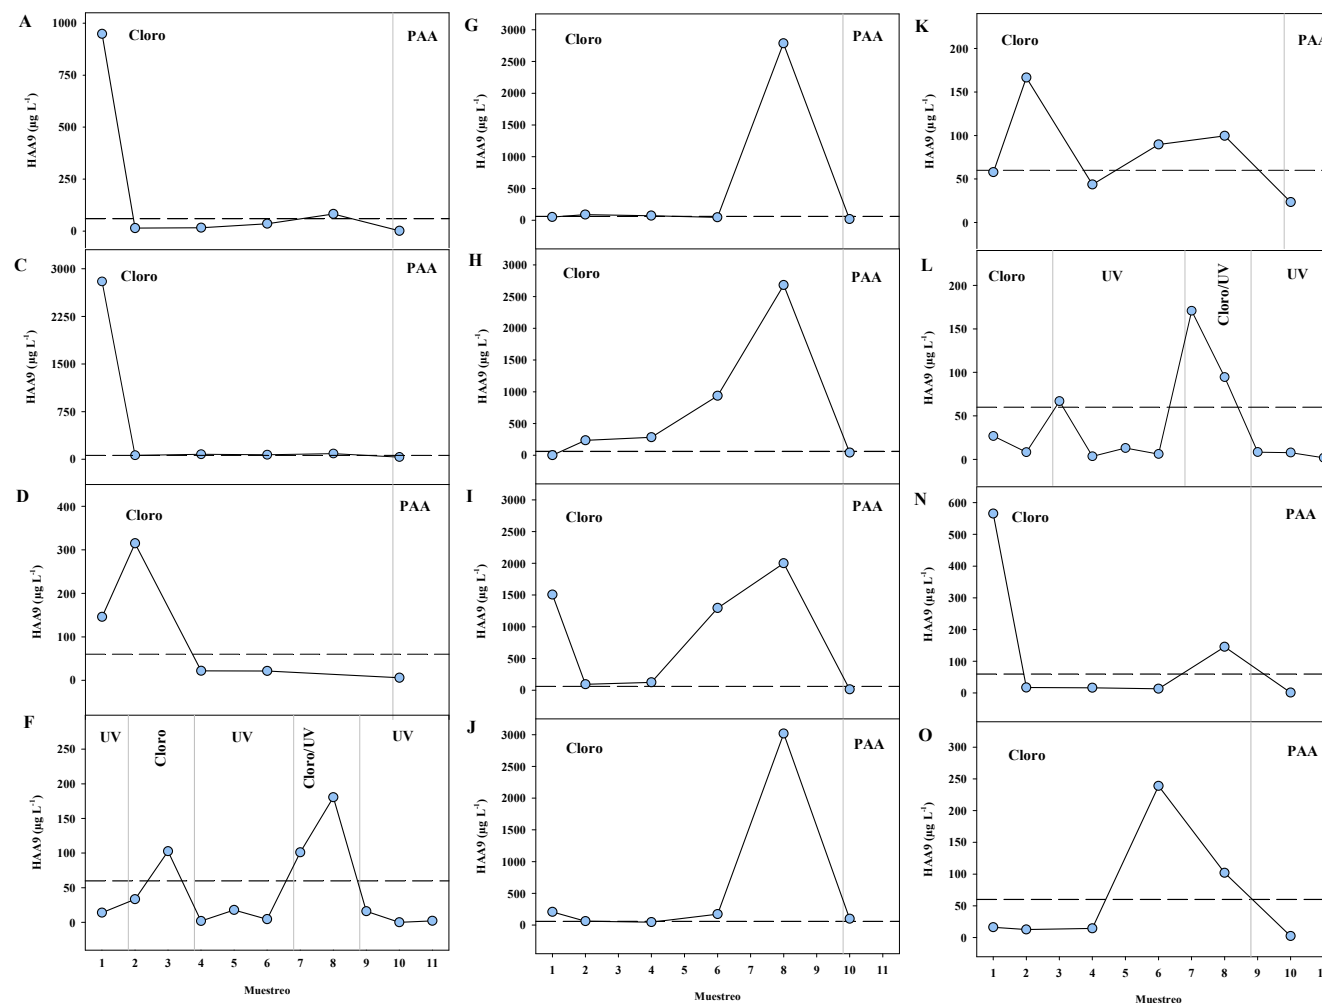 A
Cloro
PAA
HAA9 (µg L-1)
1000
750
500
250
0
C
Cloro
PAA
HAA9 (µg L-1)
3000
2250
1500
750
0
D
Cloro
PAA
HAA9 (µg L-1)
400
300
200
100
0
F
UV
Cloro
UV
Cloro/UV
UV
HAA9 (µg L-1)
250
200
150
100
50
0
1 2 3 4 5 6 7 8 9 10 11
Muestreo
G
Cloro
PAA
HAA9 (µg L-1)
3000
2500
2000
1500
1000
500
0
H
Cloro
PAA
HAA9 (µg L-1)
3000
2500
2000
1500
1000
500
0
I
Cloro
PAA
HAA9 (µg L-1)
3000
2500
2000
1500
1000
500
0
J
Cloro
PAA
HAA9 (µg L-1)
3000
2500
2000
1500
1000
500
0
1 2 3 4 5 6 7 8 9 10 11
Muestreo
K
Cloro
PAA
HAA9 (µg L-1)
200
150
100
50
0
L
Cloro
UV
Cloro/UV
UV
HAA9 (µg L-1)
200
150
100
50
0
N
Cloro
PAA
HAA9 (µg L-1)
600
500
400
300
200
100
0
O
Cloro
PAA
HAA9 (µg L-1)
300
250
200
150
100
50
0
1 2 3 4 5 6 7 8 9 10 1
Muestreo